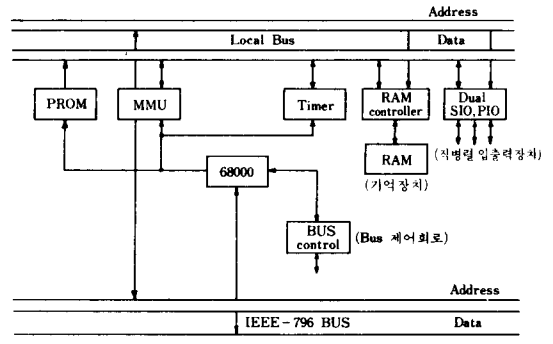 Address
Local Bus
Data
PROM
MMU
Timer
RAM
controller
Dual
SIO, PIO
RAM
(기억장치)
(직병렬 입출력장치)
68000
BUS
control
(Bus 제어회로)
Address
IEEE-796 BUS
Data